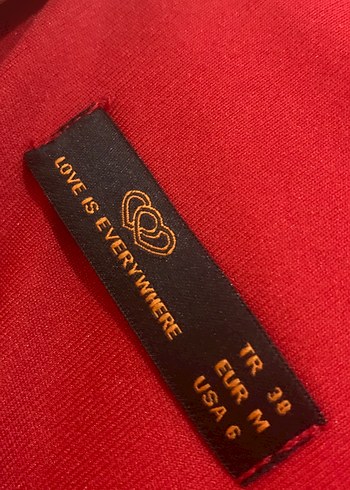 LOVE IS EVERYWHERE
TR 38
EUR M
USA 6